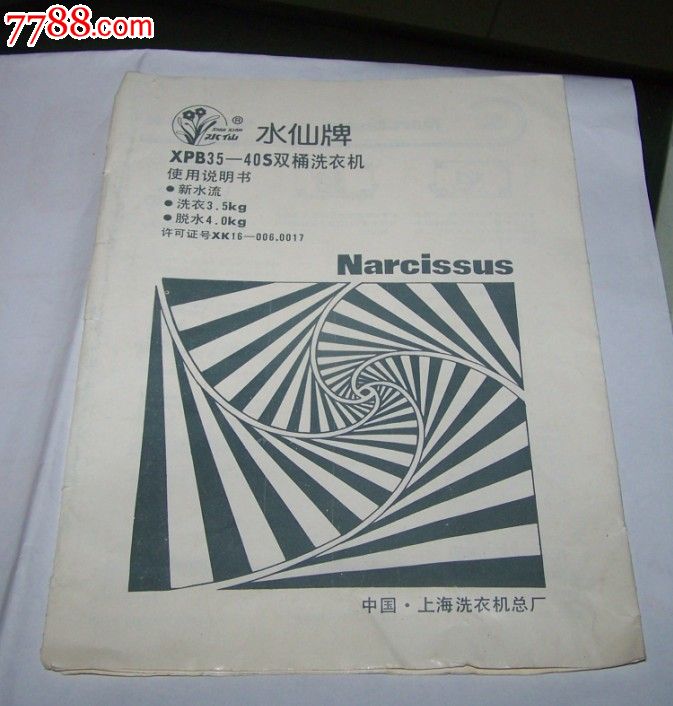 7788.com
SHUI XIAN
水仙
®
水仙牌
XPB35—40S双桶洗衣机
使用说明书
●新水流
●洗衣3.5kg
●脱水4.0kg
许可证号XK16—006.0017
Narcissus
中国·上海洗衣机总厂